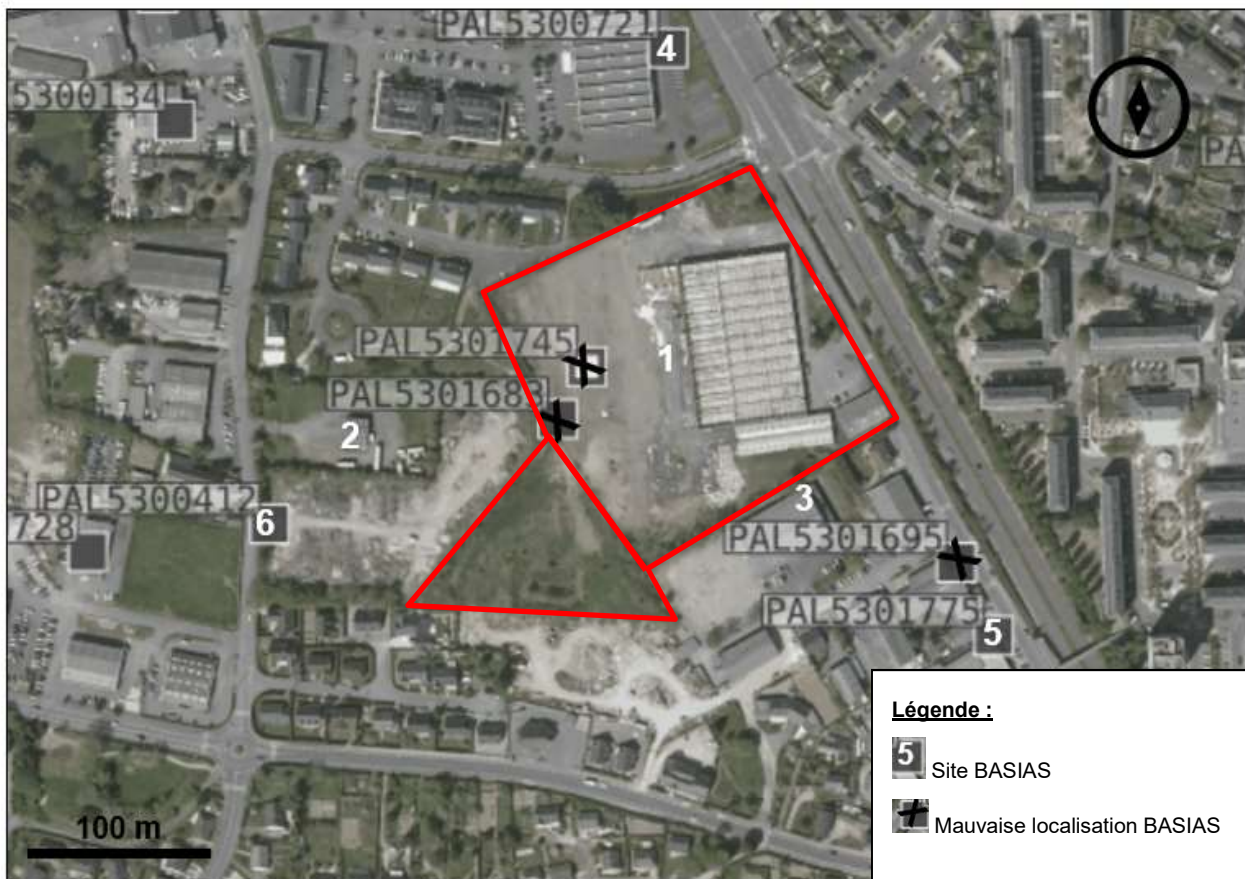 PAL5300721
4
5300134
PA
PAL5301745
1
PAL5301683
2
PAL5300412
6
728
3
PAL5301695
PAL5301775
5
100 m
Légende :
5 Site BASIAS
Mauvaise localisation BASIAS